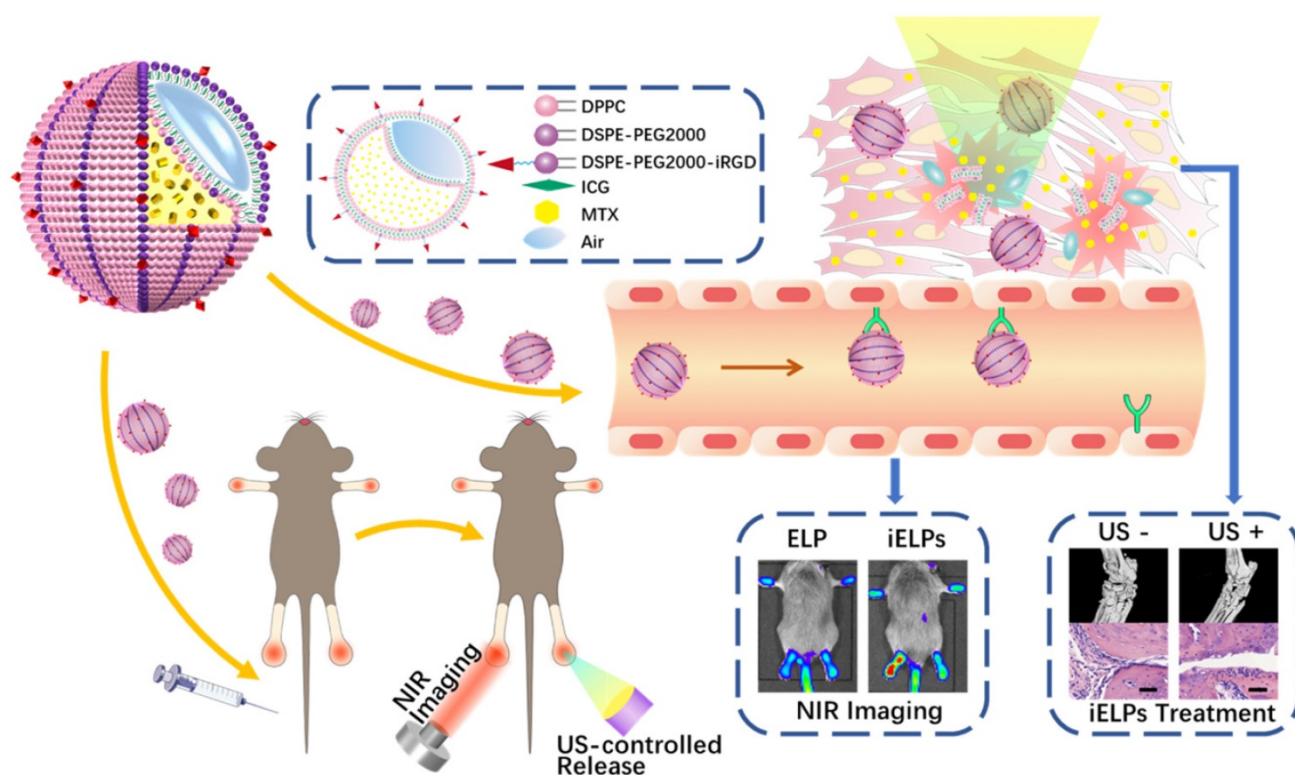 DPPC
DSPE-PEG2000
DSPE-PEG2000-iRGD
ICG
MTX
Air
NIR
Imaging
US-controlled
Release
ELP iELPs
NIR Imaging
US - US +
iELPs Treatment